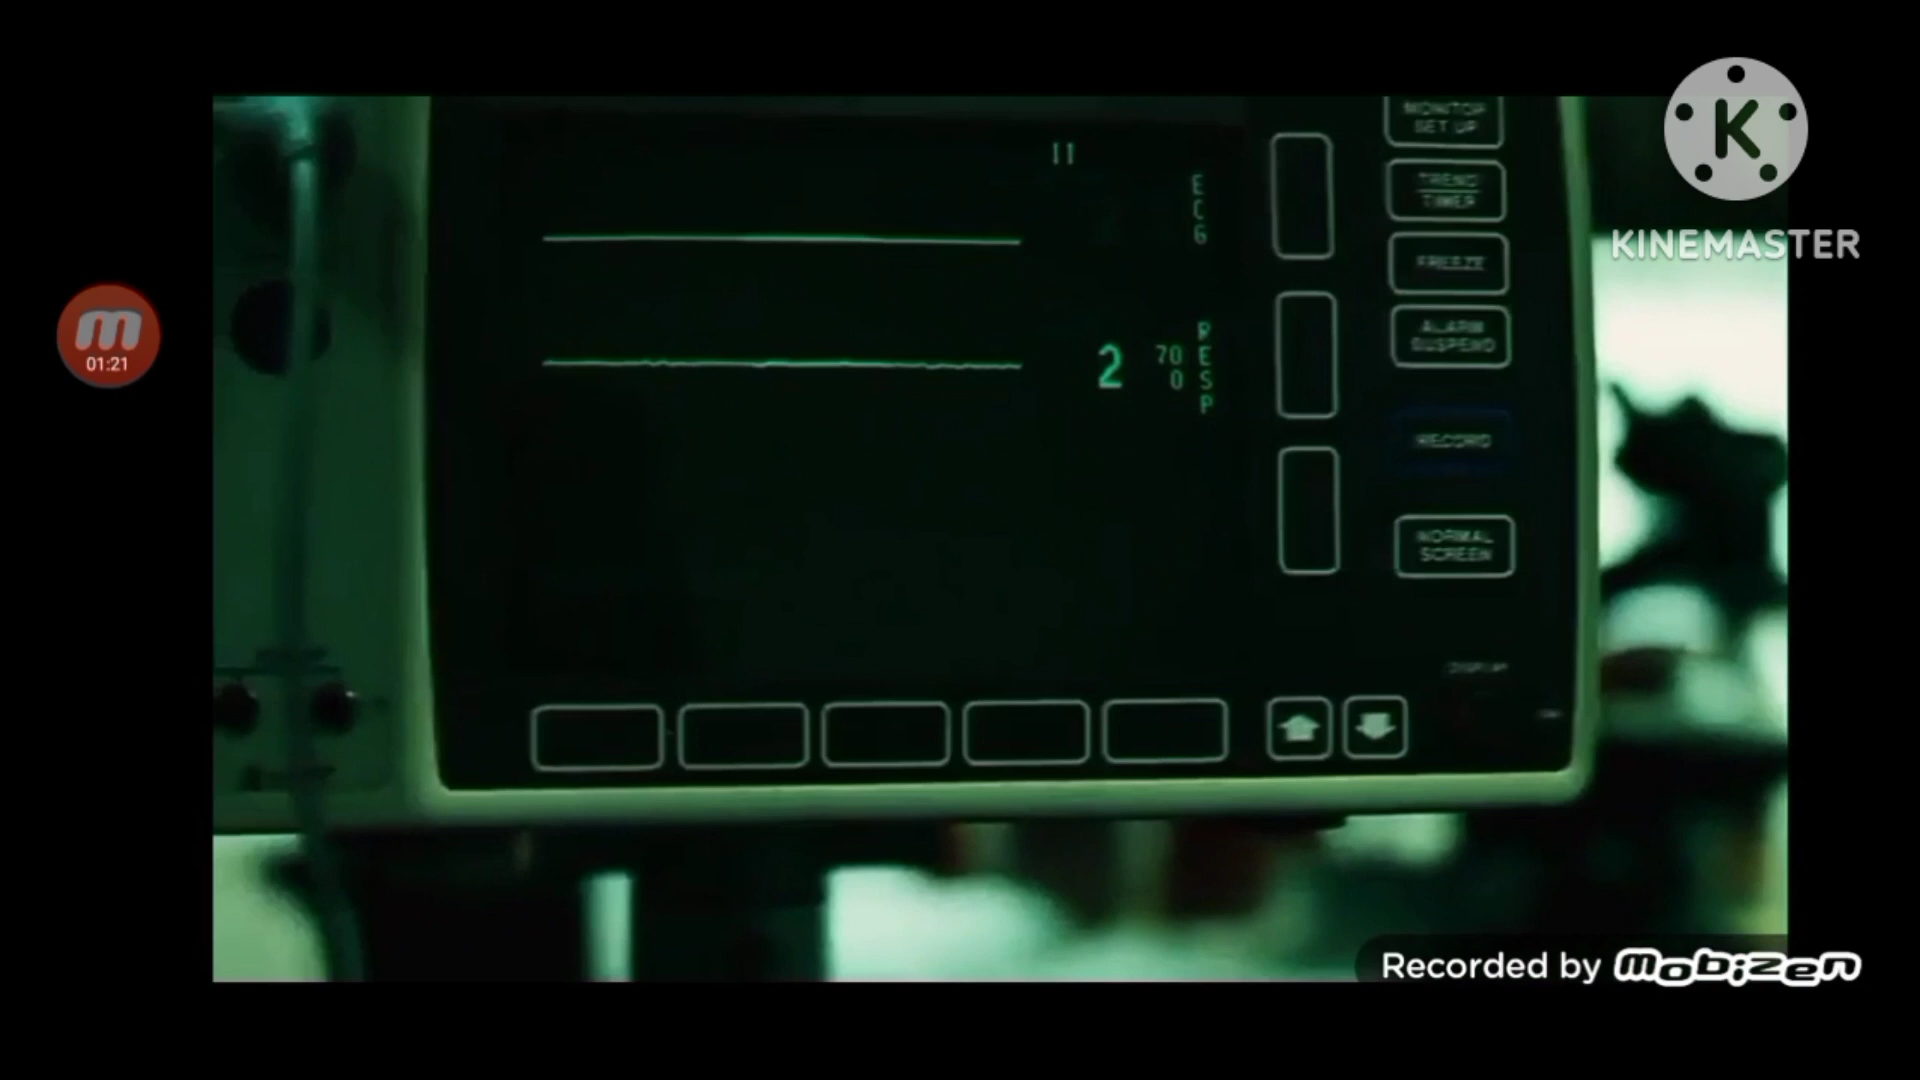 MONITOR
SET UP
II
ECG
TREND
TIMER
KINEMASTER
FREEZE
ALARM
SUSPEND
01:21
2
70
0
RESP
RECORD
NORMAL
SCREEN
DISPLAY
Recorded by mobizen